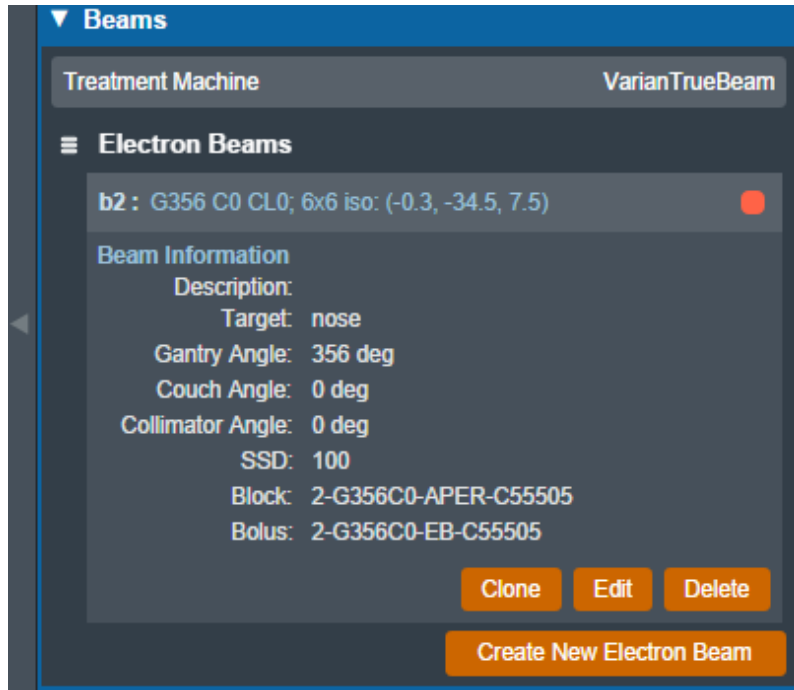 Beams
Treatment Machine VarianTrueBeam
Electron Beams
b2 : G356 C0 CL0; 6x6 iso: (-0.3, -34.5, 7.5)
Beam Information
Description:
Target: nose
Gantry Angle: 356 deg
Couch Angle: 0 deg
Collimator Angle: 0 deg
SSD: 100
Block: 2-G356C0-APER-C55505
Bolus: 2-G356C0-EB-C55505
Clone Edit Delete
Create New Electron Beam